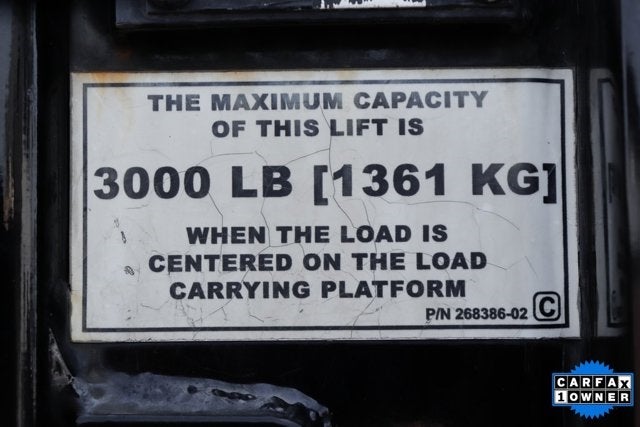 THE MAXIMUM CAPACITY
OF THIS LIFT IS
3000 LB [1361 KG]
WHEN THE LOAD IS
CENTERED ON THE LOAD
CARRYING PLATFORM
P/N 268386-02 C
CARFAX
1 OWNER